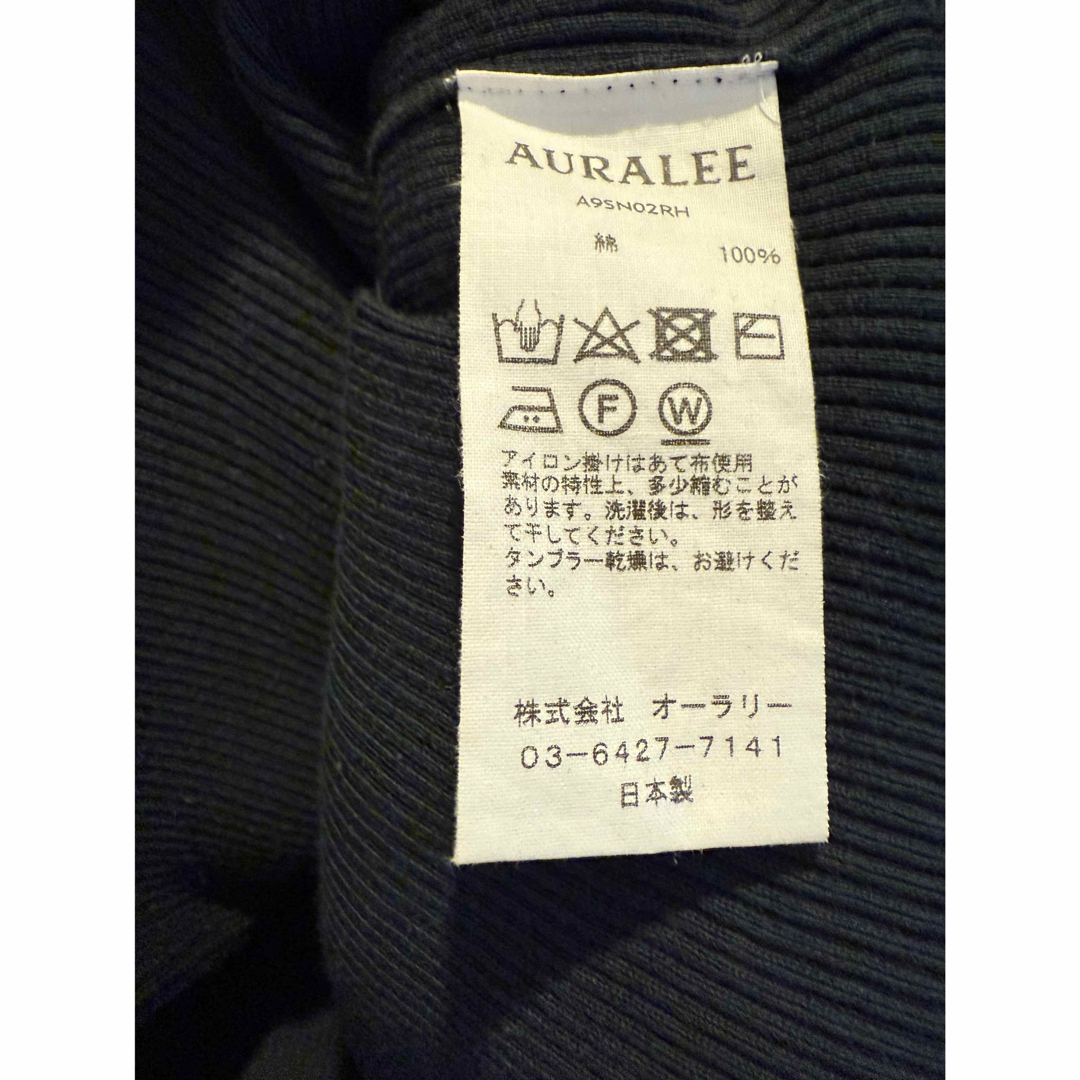 AURALEE
A9SN02RH
綿 100%
F W
アイロン掛けはあて布使用
素材の特性上、多少縮むことが
あります。洗濯後は、形を整え
て干してください。
タンブラー乾燥は、お避けくだ
さい。
株式会社 オーラリー
03-6427-7141
日本製